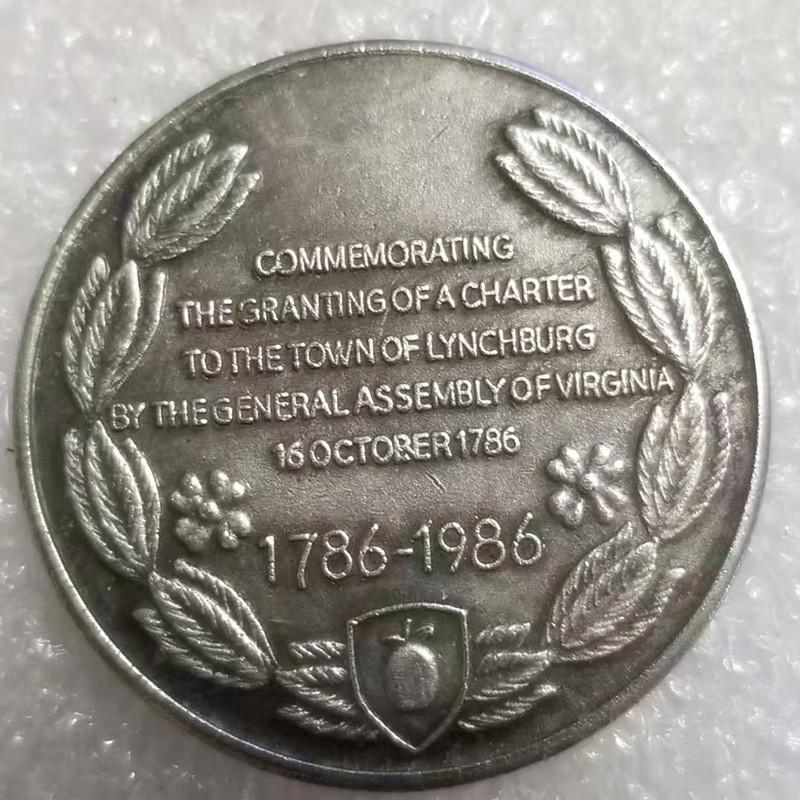 COMMEMORATING
THE GRANTING OF A CHARTER
TO THE TOWN OF LYNCHBURG
BY THE GENERAL ASSEMBLY OF VIRGINIA
16 OCTOBER 1786
1786-1986